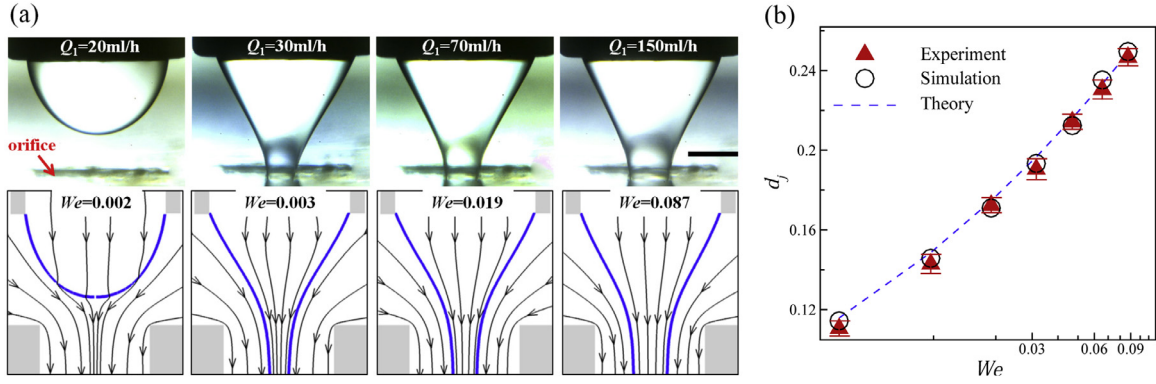 (a)
Q₁=20ml/h
Q₁=30ml/h
Q₁=70ml/h
Q₁=150ml/h
orifice
We=0.002
We=0.003
We=0.019
We=0.087
(b)
Experiment
Simulation
Theory
0.24
0.2
0.16
0.12
dⱼ
0.03
0.06
0.09
We